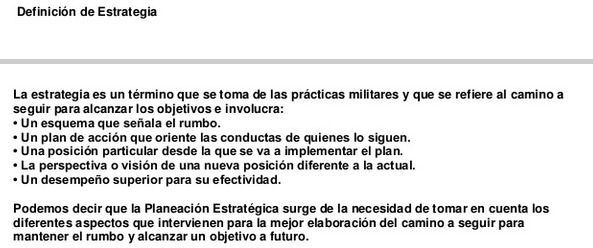 Definición de Estrategia
La estrategia es un término que se toma de las prácticas militares y que se refiere al camino a
seguir para alcanzar los objetivos e involucra:
• Un esquema que señala el rumbo.
• Un plan de acción que oriente las conductas de quienes lo siguen.
• Una posición particular desde la que se va a implementar el plan.
• La perspectiva o visión de una nueva posición diferente a la actual.
• Un desempeño superior para su efectividad.
Podemos decir que la Planeación Estratégica surge de la necesidad de tomar en cuenta los
diferentes aspectos que intervienen para la mejor elaboración del camino a seguir para
mantener el rumbo y alcanzar un objetivo a futuro.